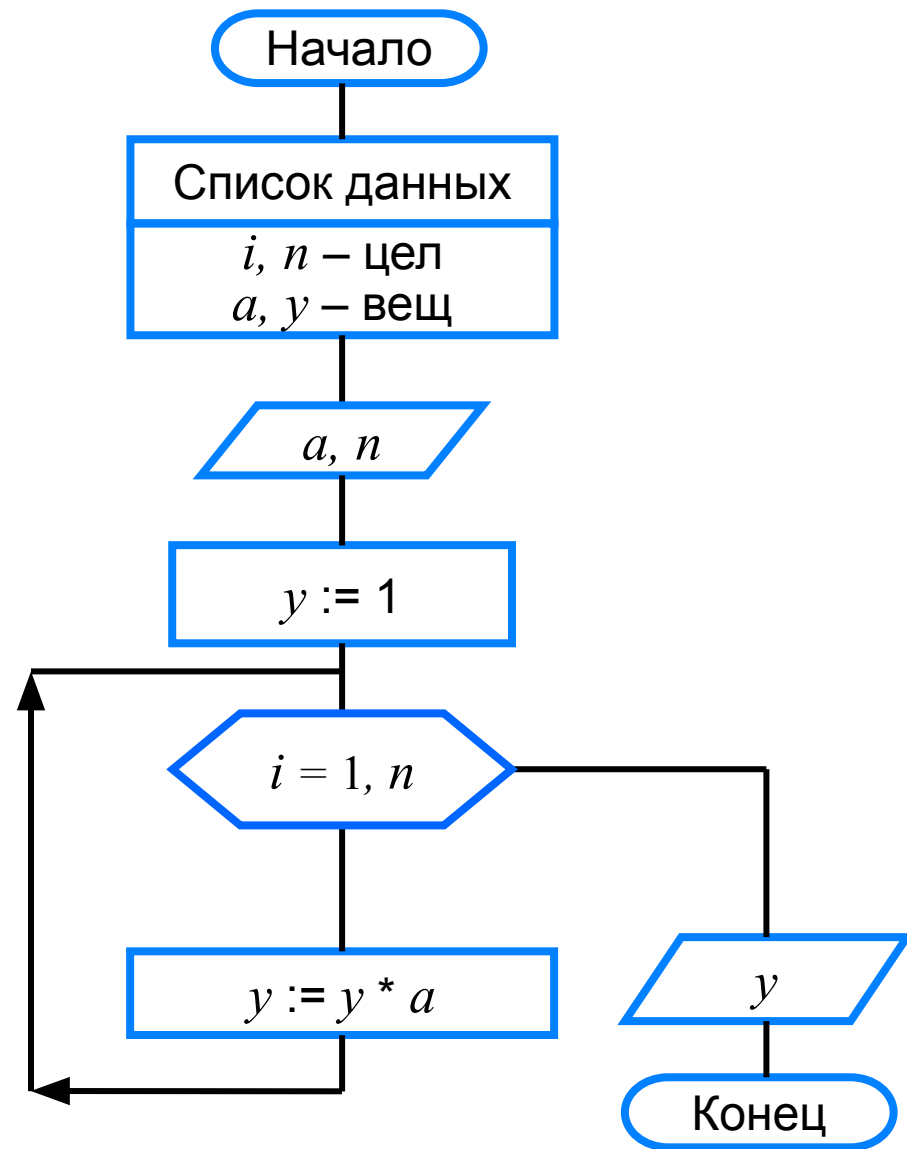 Начало
Список данных
i, n – цел
a, y – вещ
a, n
y := 1
i = 1, n
y := y * a
y
Конец